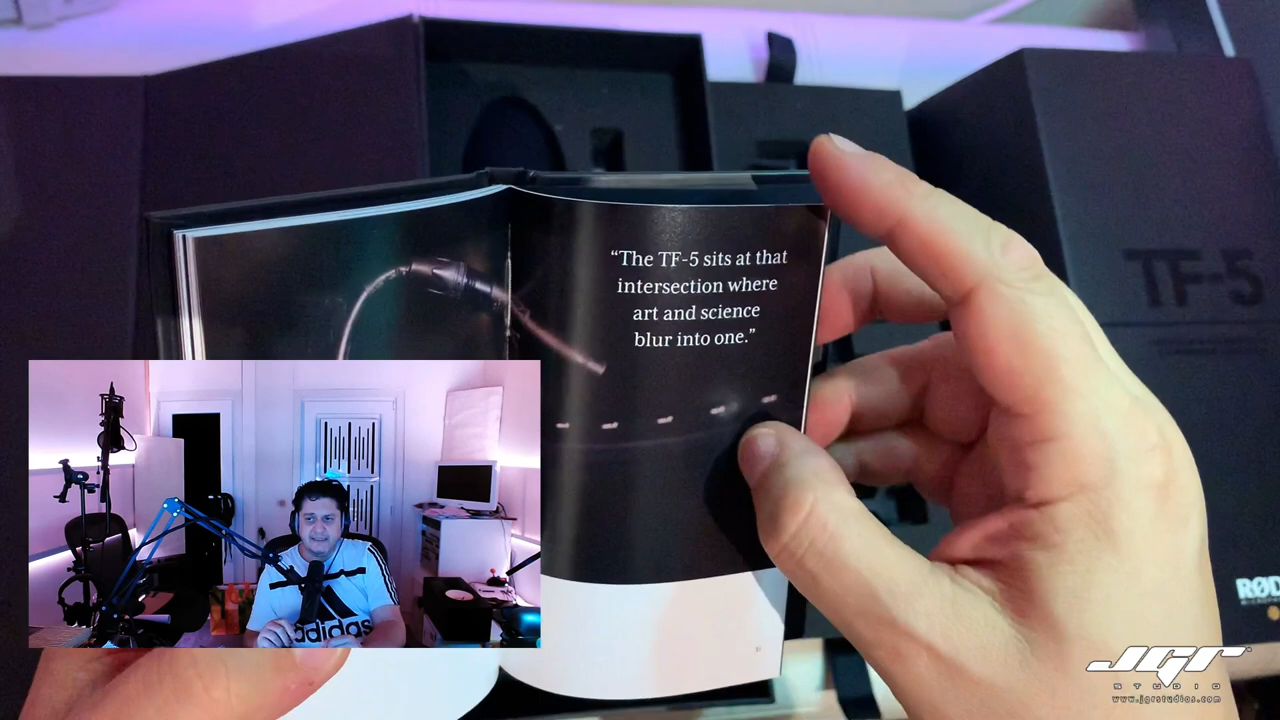 “The TF-5 sits at that
intersection where
art and science
blur into one.”
TF-5
RØD
adidas
JGR
STUDIO
www.jgrstudios.com